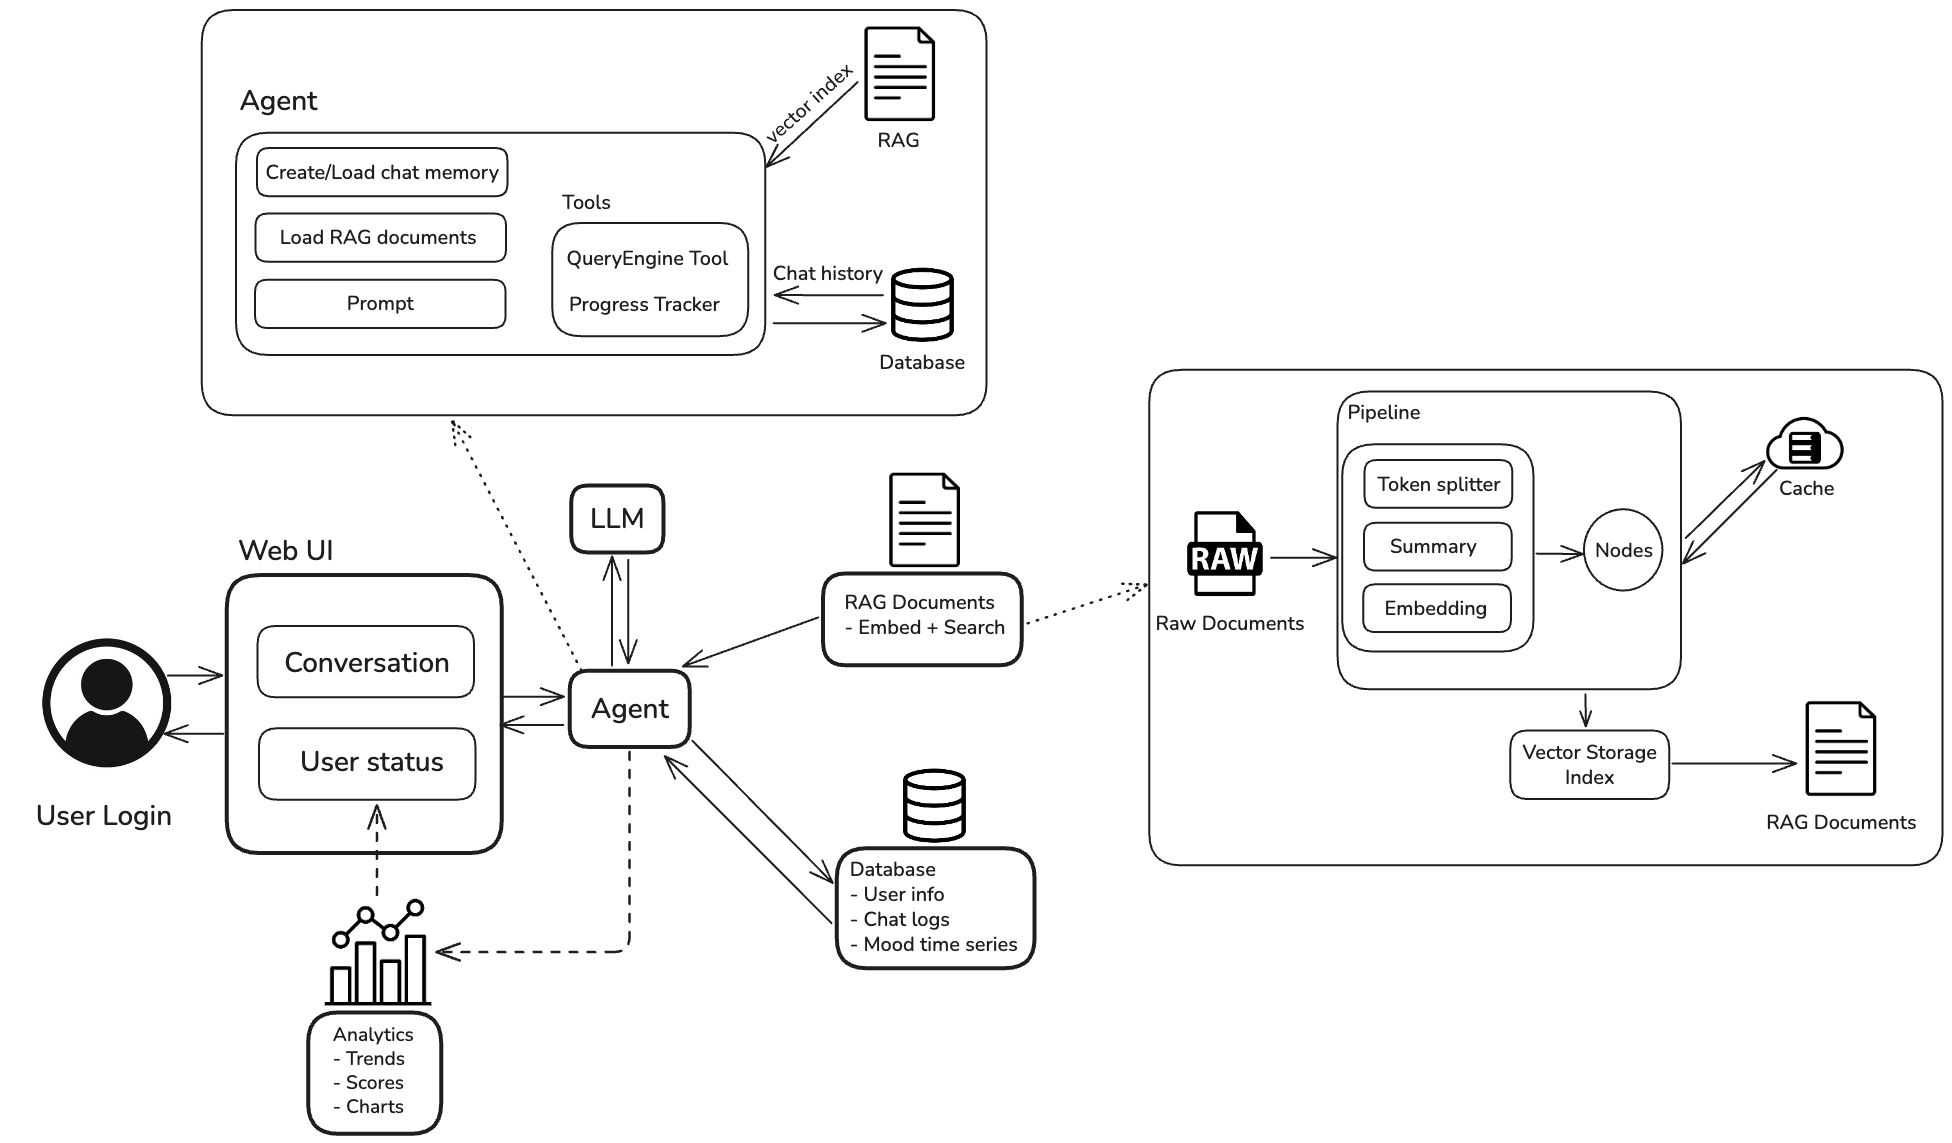 Agent
Create/Load chat memory
Load RAG documents
Prompt
Tools
QueryEngine Tool
Progress Tracker
vector index
RAG
Chat history
Database
LLM
Web UI
Conversation
User status
User Login
Agent
RAG Documents
- Embed + Search
Database
- User info
- Chat logs
- Mood time series
Analytics
- Trends
- Scores
- Charts
Pipeline
Token splitter
Summary
Embedding
Nodes
Cache
RAW
Raw Documents
Vector Storage
Index
RAG Documents